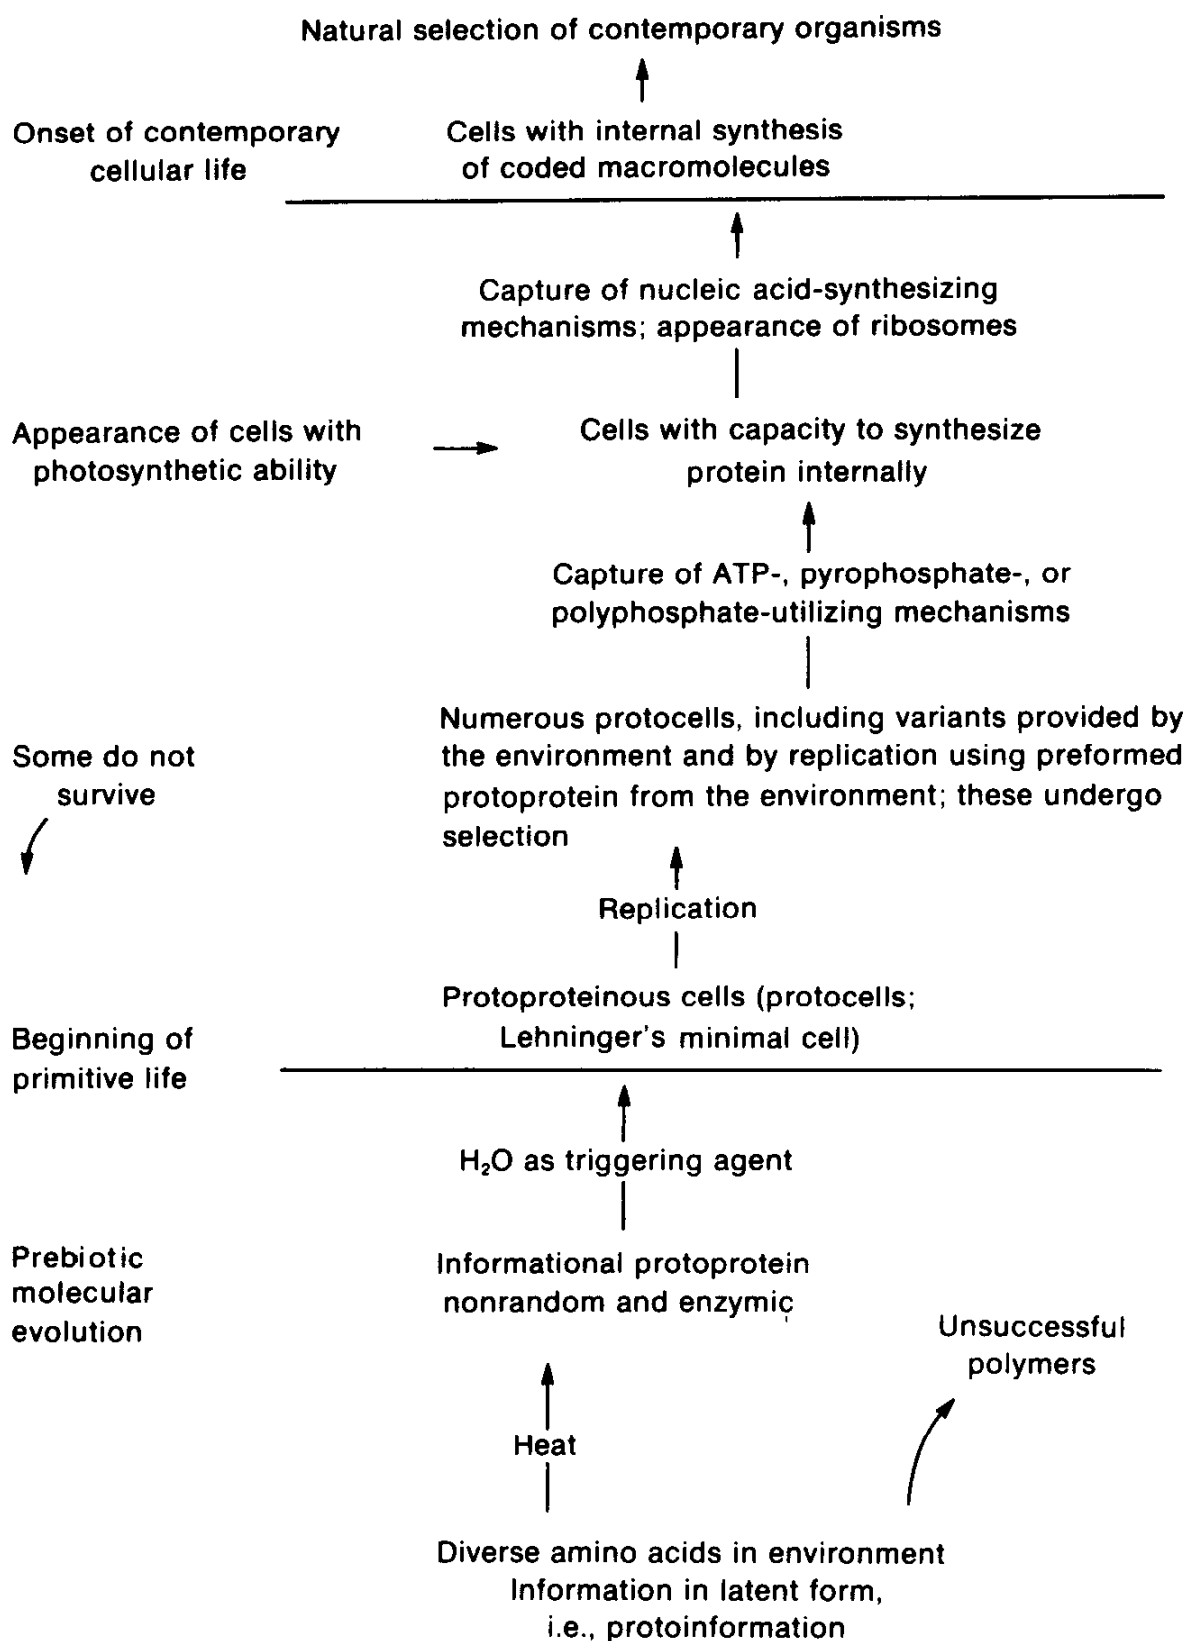 Natural selection of contemporary organisms
Onset of contemporary
cellular life
Cells with internal synthesis
of coded macromolecules
Capture of nucleic acid-synthesizing
mechanisms; appearance of ribosomes
Appearance of cells with
photosynthetic ability
Cells with capacity to synthesize
protein internally
Capture of ATP-, pyrophosphate-, or
polyphosphate-utilizing mechanisms
Some do not
survive
Numerous protocells, including variants provided by
the environment and by replication using preformed
protoprotein from the environment; these undergo
selection
Replication
Beginning of
primitive life
Protoproteinous cells (protocells;
Lehninger's minimal cell)
H₂O as triggering agent
Prebiotic
molecular
evolution
Informational protoprotein
nonrandom and enzymic
Unsuccessful
polymers
Heat
Diverse amino acids in environment
Information in latent form,
i.e., protoinformation